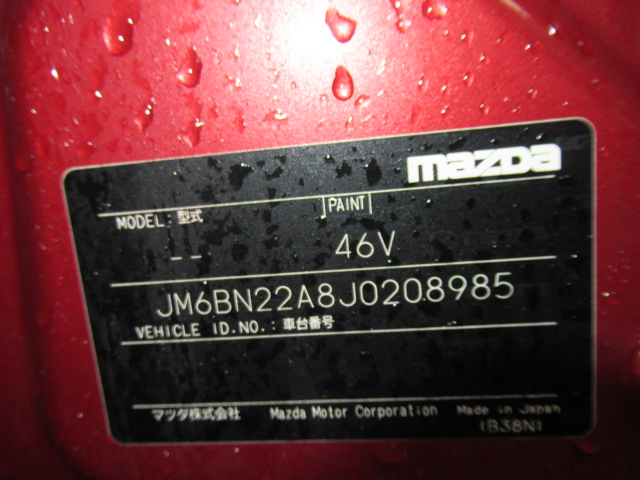 mazda
MODEL: 型式 PAINT
-- 46V
JM6BN22A8J0208985
VEHICLE ID.NO.: 車台番号
マツダ株式会社 Mazda Motor Corporation Made in Japan
(B38N)